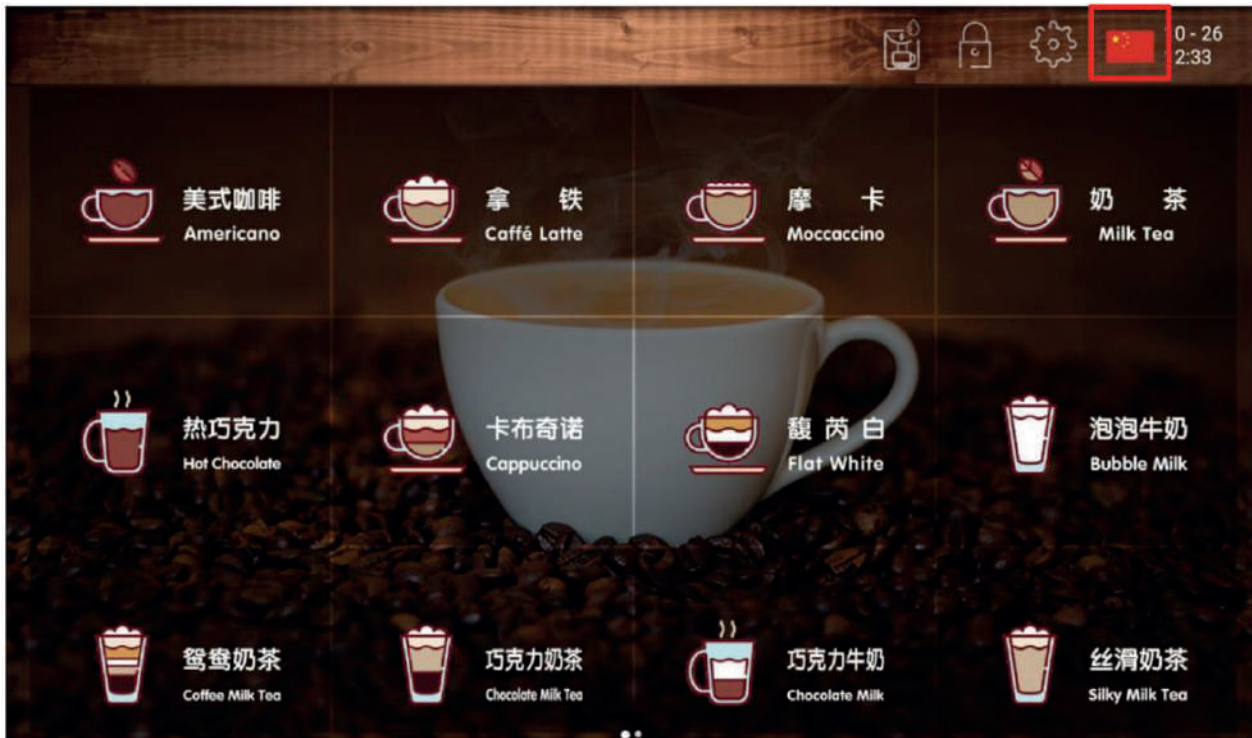 0 - 26
2:33
美式咖啡
Americano
拿 铁
Caffé Latte
摩 卡
Moccaccino
奶 茶
Milk Tea
热巧克力
Hot Chocolate
卡布奇诺
Cappuccino
馥芮白
Flat White
泡泡牛奶
Bubble Milk
鸳鸯奶茶
Coffee Milk Tea
巧克力奶茶
Chocolate Milk Tea
巧克力牛奶
Chocolate Milk
丝滑奶茶
Silky Milk Tea